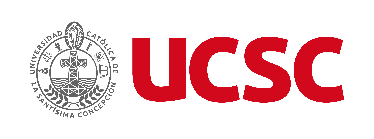 UNIVERSIDAD CATÓLICA DE
LA SANTÍSIMA CONCEPCIÓN
UCSC